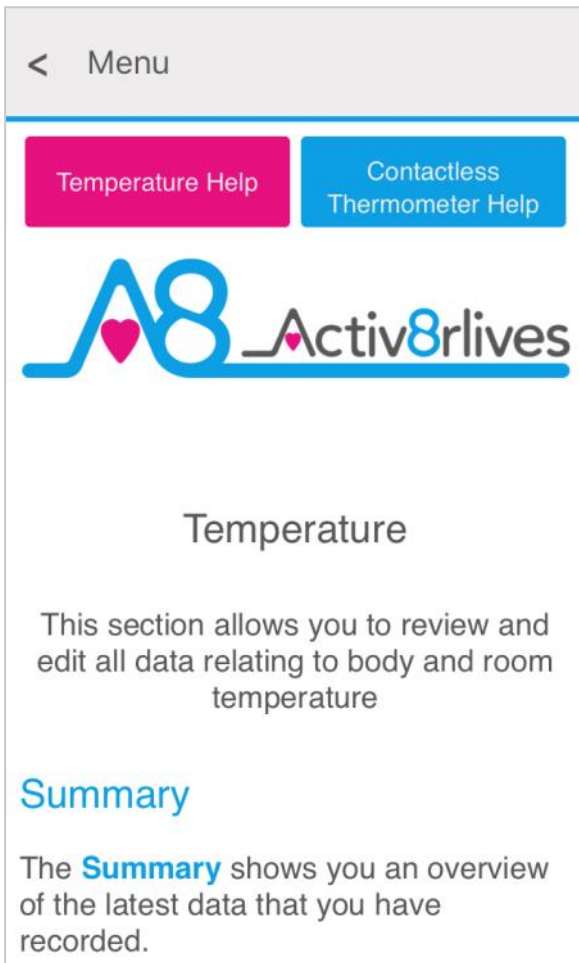 < Menu
Temperature Help
Contactless
Thermometer Help
A8 Activ8rlives
Temperature
This section allows you to review and
edit all data relating to body and room
temperature
Summary
The Summary shows you an overview
of the latest data that you have
recorded.